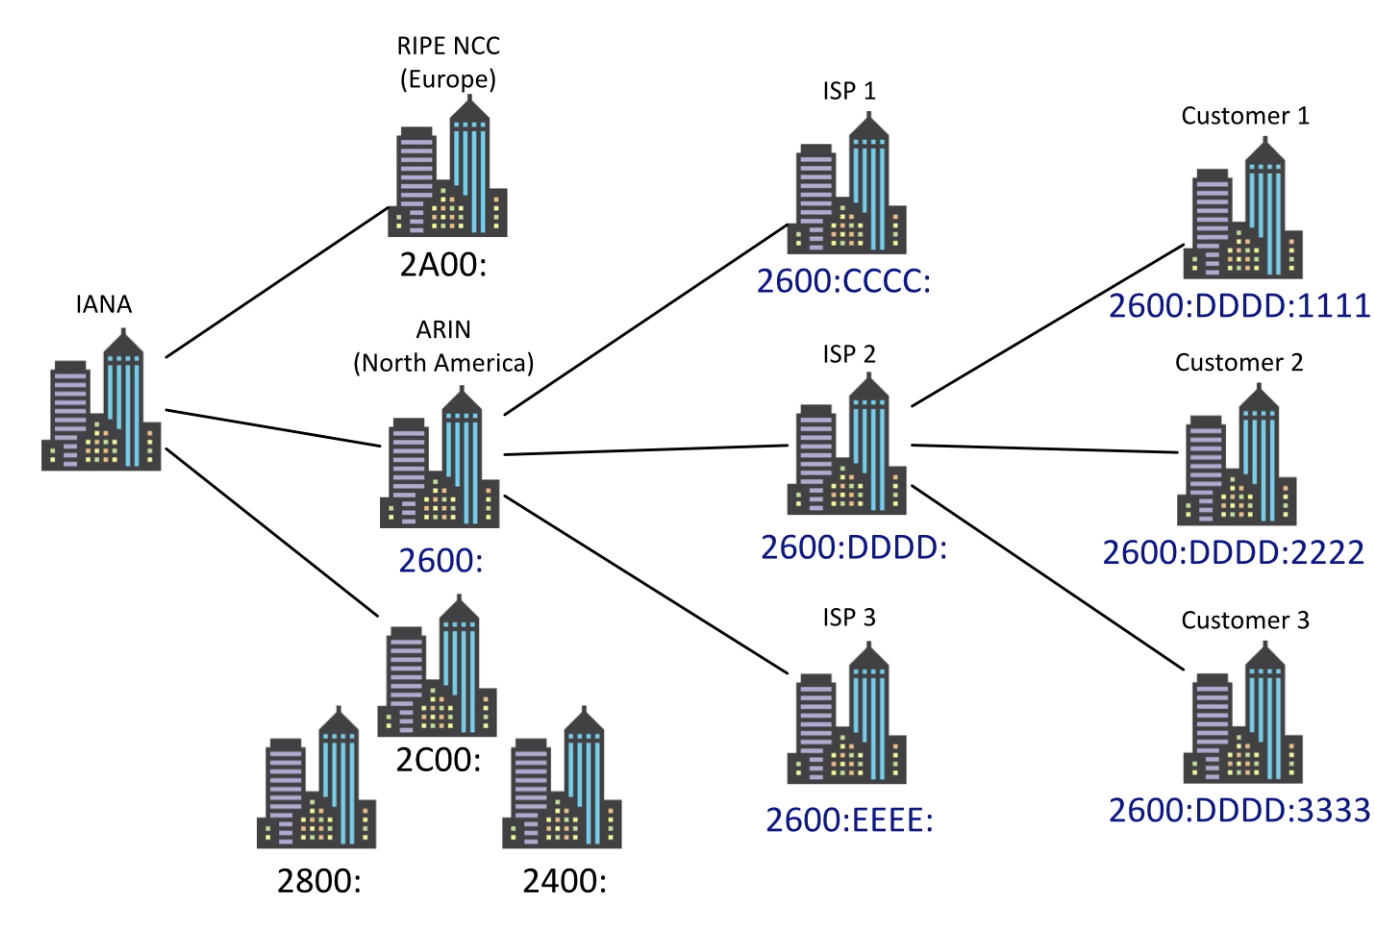 RIPE NCC
(Europe)
2A00:
IANA
ARIN
(North America)
2600:
2C00:
2800:
2400:
ISP 1
2600:CCCC:
ISP 2
2600:DDDD:
ISP 3
2600:EEEE:
Customer 1
2600:DDDD:1111
Customer 2
2600:DDDD:2222
Customer 3
2600:DDDD:3333